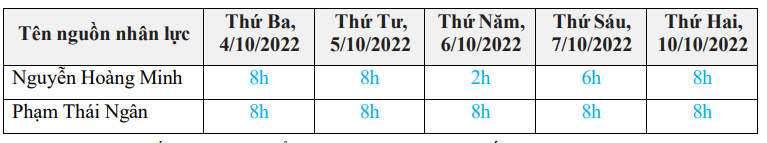 Tên nguồn nhân lực Thứ Ba, 4/10/2022 Thứ Tư, 5/10/2022 Thứ Năm, 6/10/2022 Thứ Sáu, 7/10/2022 Thứ Hai, 10/10/2022
Nguyễn Hoàng Minh 8h 8h 2h 6h 8h
Phạm Thái Ngân 8h 8h 8h 8h 8h